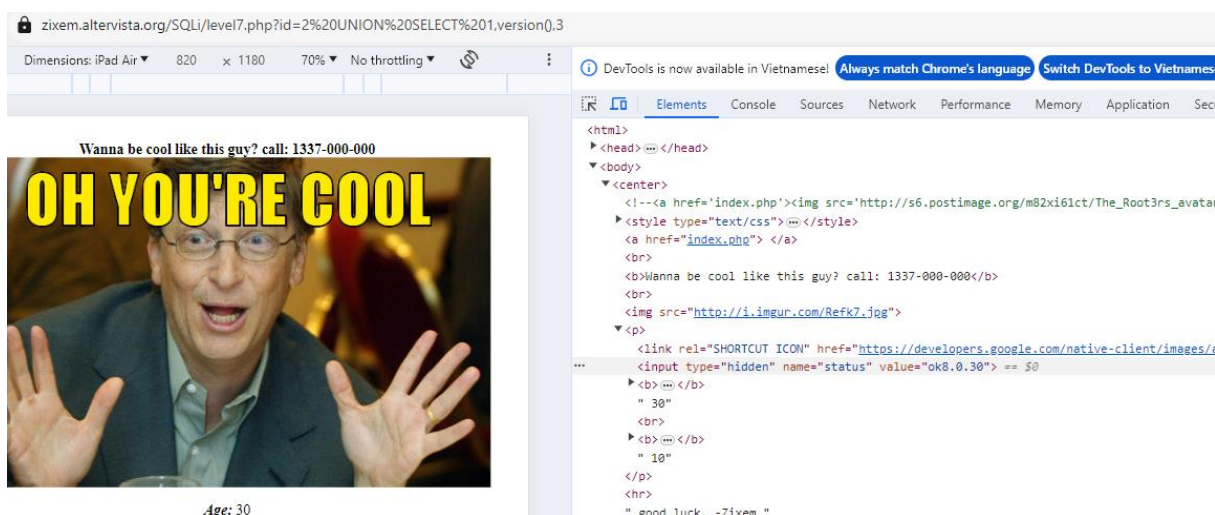 zixem.altervista.org/SQLi/level7.php?id=2%20UNION%20SELECT%201,version(),3
Dimensions: iPad Air ▼ 820 × 1180 70% ▼ No throttling ▼
DevTools is now available in Vietnamese! Always match Chrome's language Switch DevTools to Vietnames
Elements Console Sources Network Performance Memory Application Sec
Wanna be cool like this guy? call: 1337-000-000
OH YOU'RE COOL
Age: 30
<html>
▶<head> … </head>
▼<body>
▼<center>
<!--<a href='index.php'><img src='http://s6.postimage.org/m82xi61ct/The_Root3rs_avatar
▶<style type="text/css"> … </style>
<a href="index.php"> </a>
<br>
<b>Wanna be cool like this guy? call: 1337-000-000</b>
<br>
<img src="http://i.imgur.com/Refk7.jpg">
▼<p>
<link rel="SHORTCUT ICON" href="https://developers.google.com/native-client/images/a
<input type="hidden" name="status" value="ok8.0.30"> == $0
▶<b> … </b>
" 30"
<br>
▶<b> … </b>
" 10"
</p>
<hr>
" good luck, -Zixem "